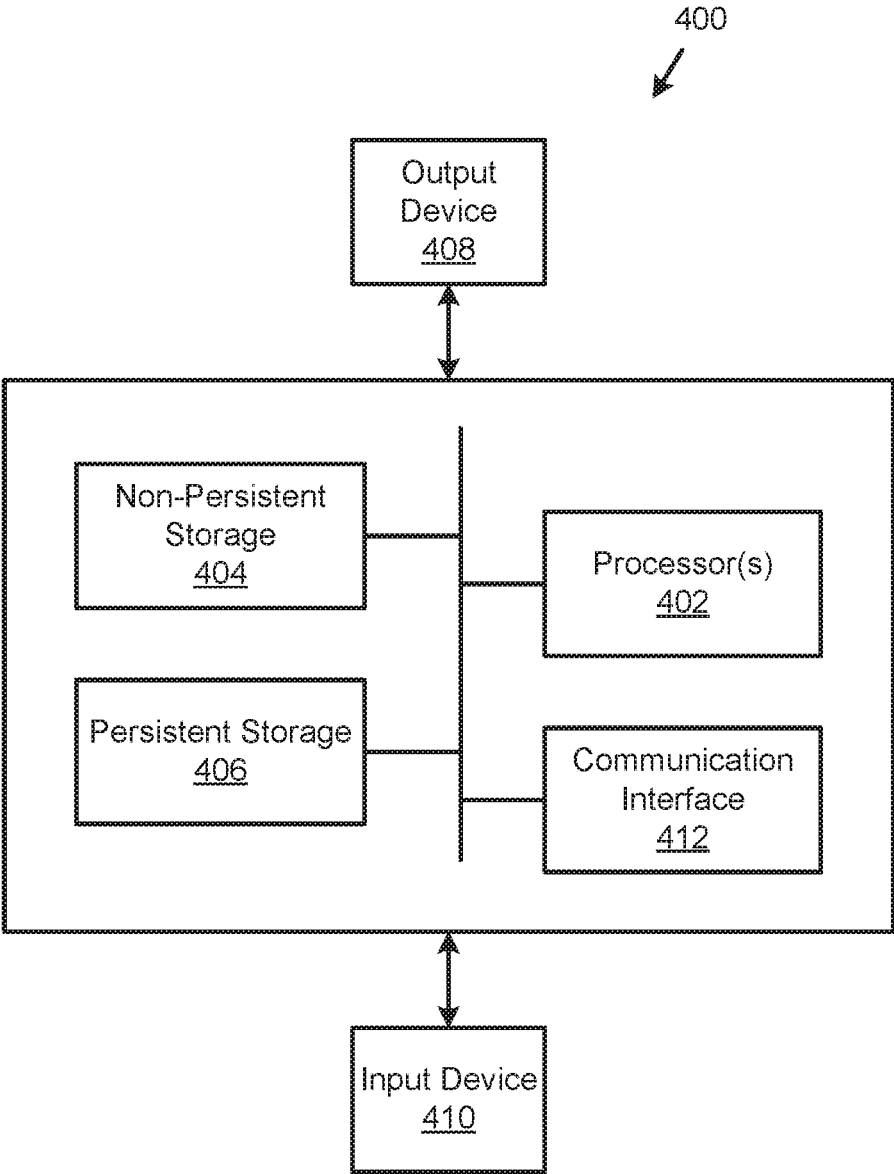 400
Output
Device
408
Non-Persistent
Storage
404
Processor(s)
402
Persistent Storage
406
Communication
Interface
412
Input Device
410